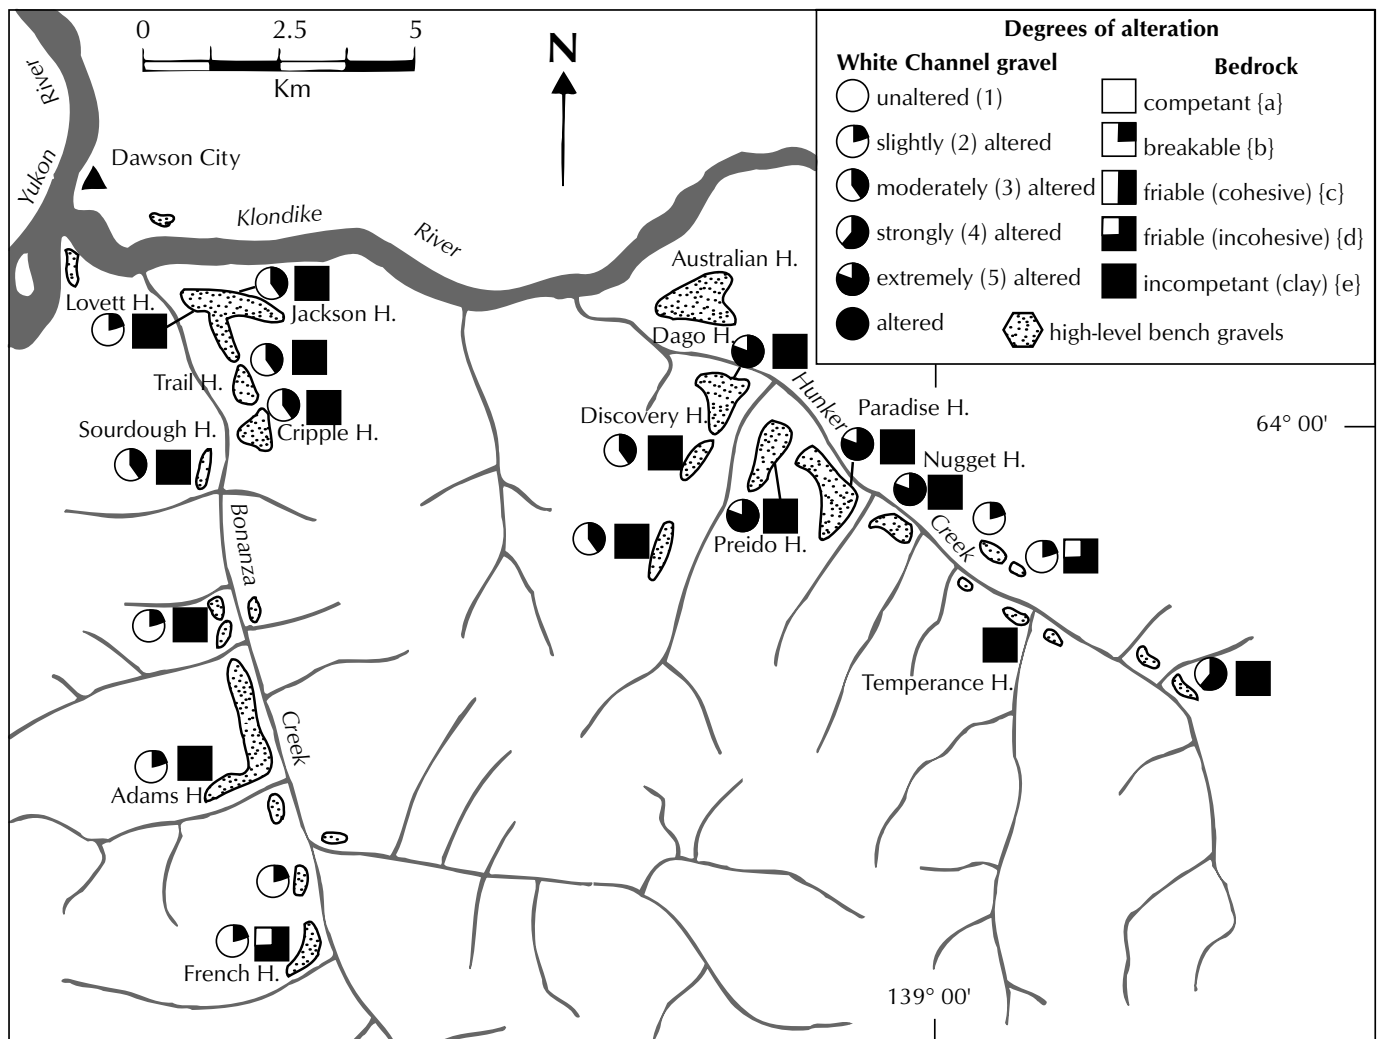 0 2.5 5
Km
N
Degrees of alteration
White Channel gravel
unaltered (1)
slightly (2) altered
moderately (3) altered
strongly (4) altered
extremely (5) altered
altered
Bedrock
competant {a}
breakable {b}
friable (cohesive) {c}
friable (incohesive) {d}
incompetant (clay) {e}
high-level bench gravels
Yukon River
Dawson City
Klondike River
Lovett H.
Jackson H.
Trail H.
Cripple H.
Sourdough H.
Bonanza Creek
Adams H
French H.
Australian H.
Dago H.
Discovery H.
Hunker Creek
Paradise H.
Nugget H.
Preido H.
Temperance H.
64° 00'
139° 00'